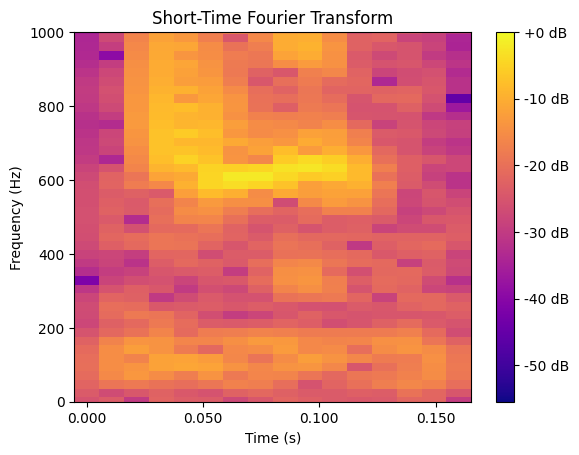 Short-Time Fourier Transform
1000
800
600
400
200
0
Frequency (Hz)
0.000
0.050
0.100
0.150
Time (s)
+0 dB
-10 dB
-20 dB
-30 dB
-40 dB
-50 dB